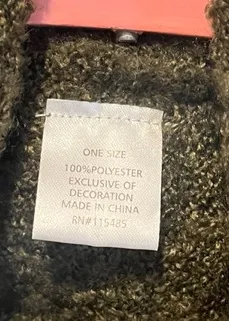 ONE SIZE
100%POLYESTER
EXCLUSIVE OF
DECORATION
MADE IN CHINA
RN#115485